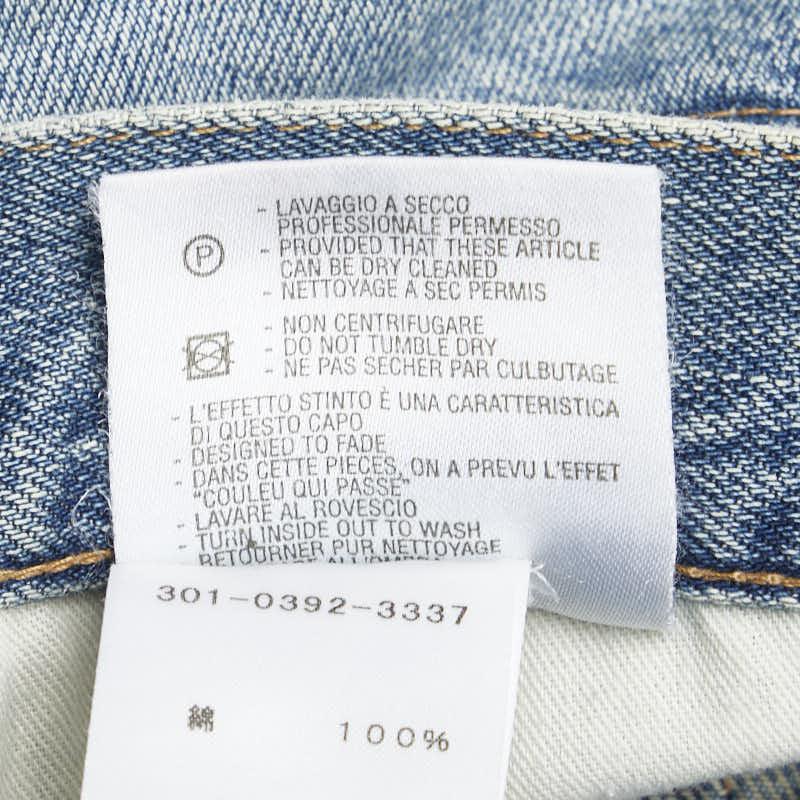 - LAVAGGIO A SECCO
PROFESSIONALE PERMESSO
P
- PROVIDED THAT THESE ARTICLE
CAN BE DRY CLEANED
- NETTOYAGE A SEC PERMIS
- NON CENTRIFUGARE
- DO NOT TUMBLE DRY
- NE PAS SECHER PAR CULBUTAGE
- L'EFFETTO STINTO È UNA CARATTERISTICA
DI QUESTO CAPO
- DESIGNED TO FADE
- DANS CETTE PIECES, ON A PREVU L'EFFET
"COULEU QUI PASSE"
- LAVARE AL ROVESCIO
- TURN INSIDE OUT TO WASH
RETOURNER PUR NETTOYAGE
301-0392-3337
綿 100%